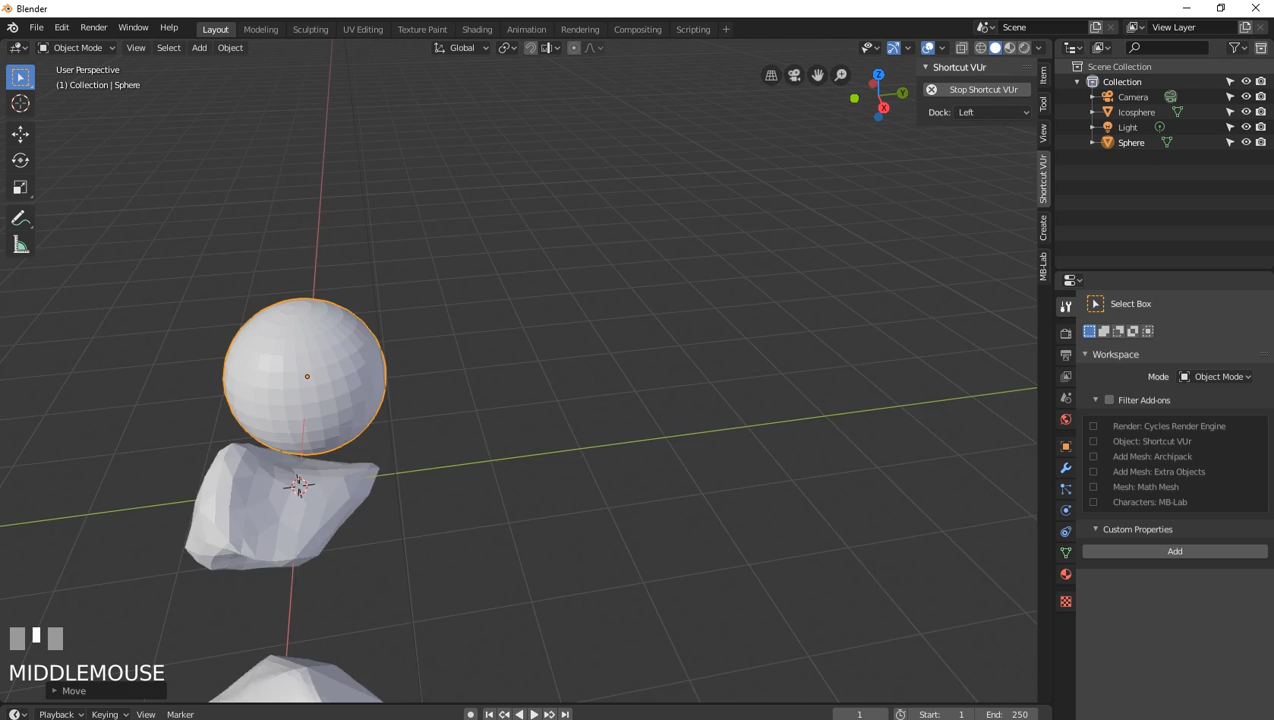 Blender
File Edit Render Window Help
Layout Modeling Sculpting UV Editing Texture Paint Shading Animation Rendering Compositing Scripting +
Scene
View Layer
Object Mode View Select Add Object
Global
User Perspective
(1) Collection | Sphere
Z
Y
X
Shortcut VUr
Stop Shortcut VUr
Dock: Left
Item
Tool
View
Shortcut VUr
Create
MB-Lab
Scene Collection
Collection
Camera
Icosphere
Light
Sphere
Select Box
Workspace
Mode Object Mode
Filter Add-ons
Render: Cycles Render Engine
Object: Shortcut VUr
Add Mesh: Archipack
Add Mesh: Extra Objects
Mesh: Math Mesh
Characters: MB-Lab
Custom Properties
Add
MIDDLEMOUSE
Move
Playback Keying View Marker
1
Start: 1
End: 250